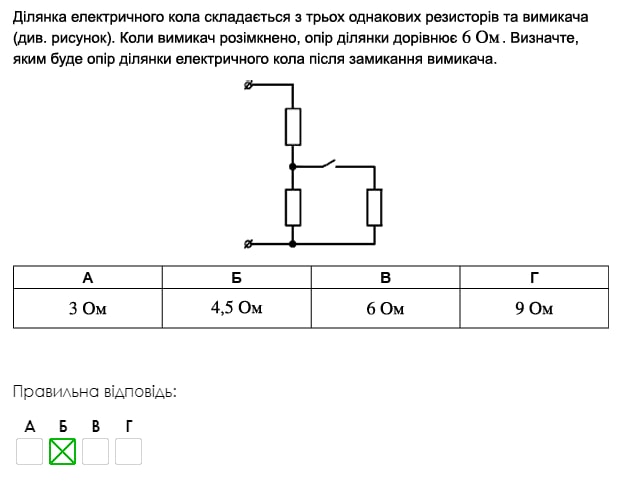 Ділянка електричного кола складається з трьох однакових резисторів та вимикача
(див. рисунок). Коли вимикач розімкнено, опір ділянки дорівнює 6 Ом . Визначте,
яким буде опір ділянки електричного кола після замикання вимикача.
А Б В Г
3 Ом 4,5 Ом 6 Ом 9 Ом
Правильна відповідь:
А Б В Г